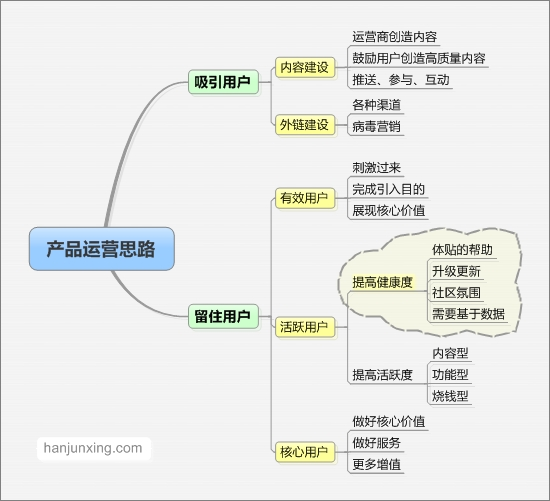 产品运营思路
吸引用户
内容建设
运营商创造内容
鼓励用户创造高质量内容
推送、参与、互动
外链建设
各种渠道
病毒营销
留住用户
有效用户
刺激过来
完成引入目的
展现核心价值
活跃用户
提高健康度
体贴的帮助
升级更新
社区氛围
需要基于数据
提高活跃度
内容型
功能型
烧钱型
核心用户
做好核心价值
做好服务
更多增值
hanjunxing.com